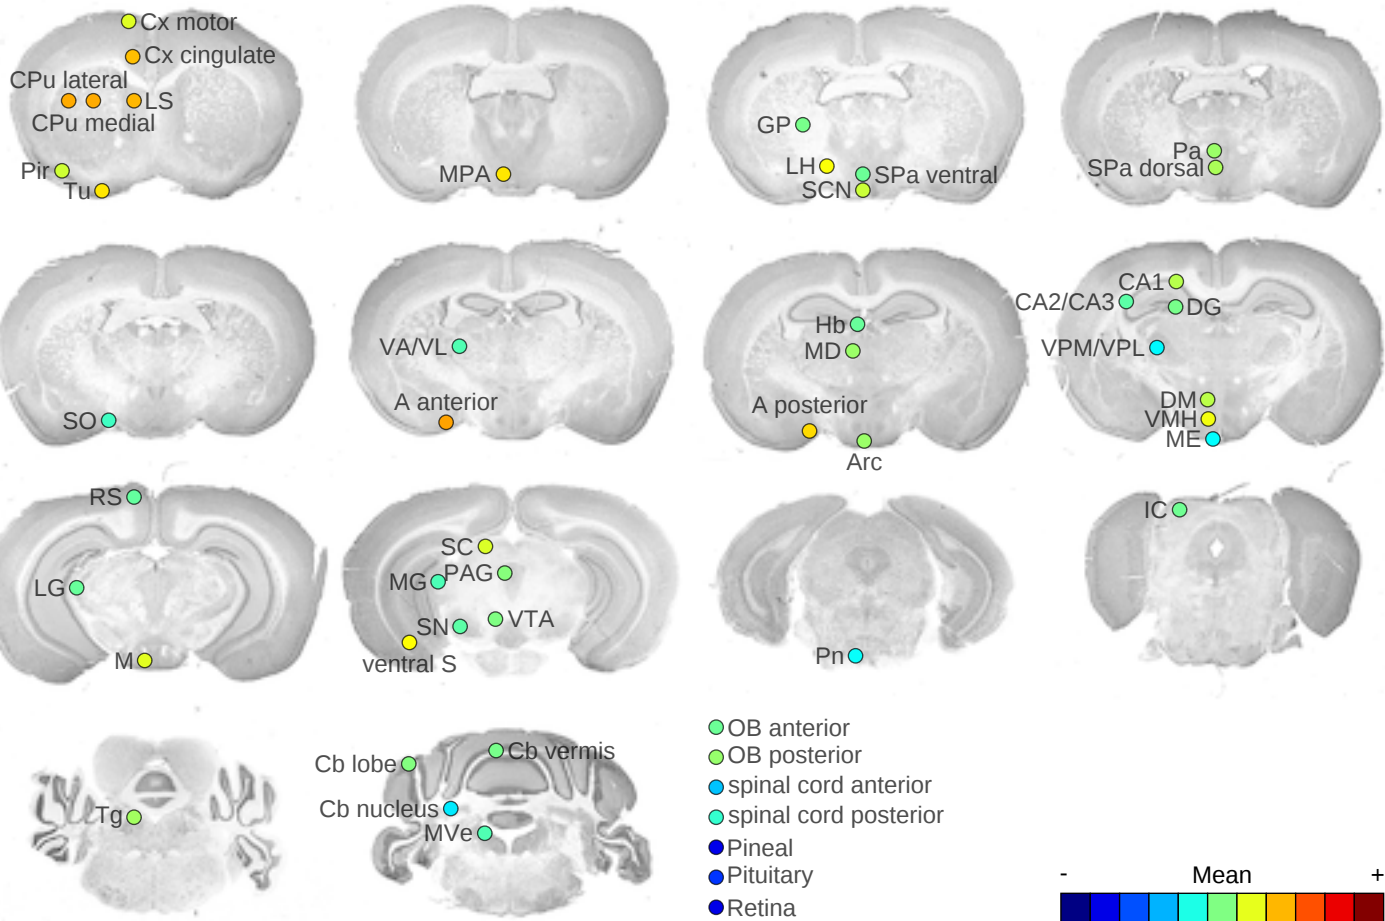 Cx motor
Cx cingulate
CPu lateral
LS
CPu medial
Pir
Tu
MPA
GP
LH
SPa ventral
SCN
Pa
SPa dorsal
SO
VA/VL
A anterior
Hb
MD
A posterior
Arc
CA1
CA2/CA3
DG
VPM/VPL
DM
VMH
ME
RS
LG
M
SC
MG
PAG
SN
VTA
ventral S
Pn
IC
Tg
Cb lobe
Cb vermis
Cb nucleus
MVe
OB anterior
OB posterior
spinal cord anterior
spinal cord posterior
Pineal
Pituitary
Retina
- Mean +